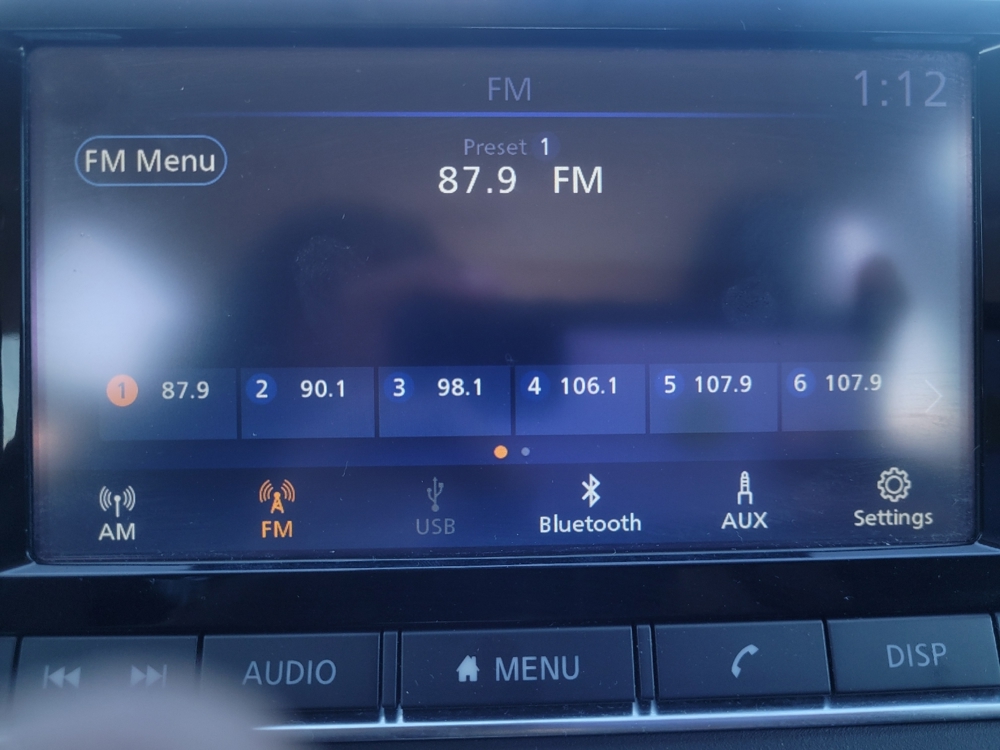 FM
1:12
FM Menu
Preset 1
87.9 FM
1 87.9
2 90.1
3 98.1
4 106.1
5 107.9
6 107.9
AM
FM
USB
Bluetooth
AUX
Settings
AUDIO
MENU
DISP